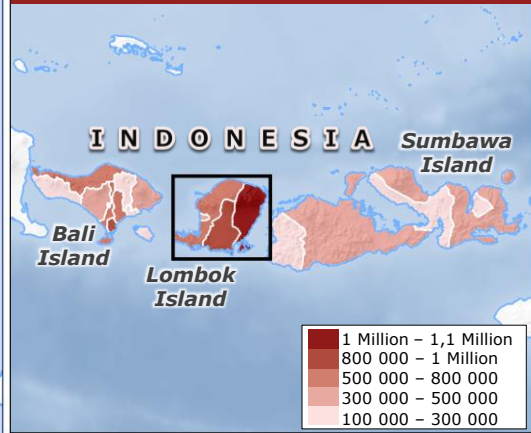 INDONESIA
Sumbawa
Island
Bali
Island
Lombok
Island
1 Million – 1,1 Million
800 000 – 1 Million
500 000 – 800 000
300 000 – 500 000
100 000 – 300 000